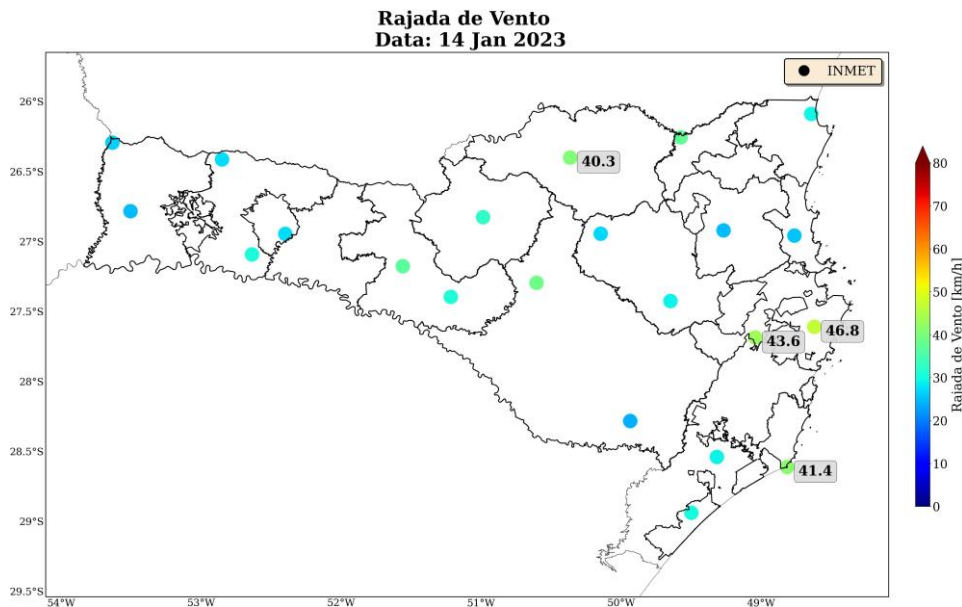 Rajada de Vento
Data: 14 Jan 2023
INMET
26°S
26.5°S
27°S
27.5°S
28°S
28.5°S
29°S
29.5°S
54°W
53°W
52°W
51°W
50°W
49°W
40.3
46.8
43.6
41.4
80
70
60
50
40
30
20
10
0
Rajada de Vento [km/h]